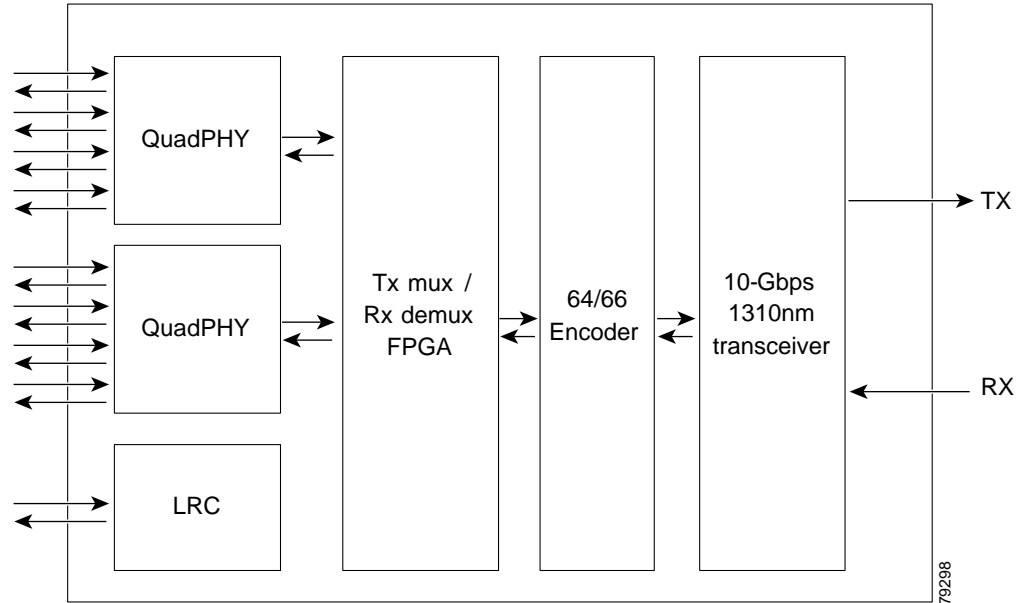 QuadPHY
QuadPHY
LRC
Tx mux /
Rx demux
FPGA
64/66
Encoder
10-Gbps
1310nm
transceiver
TX
RX
79298